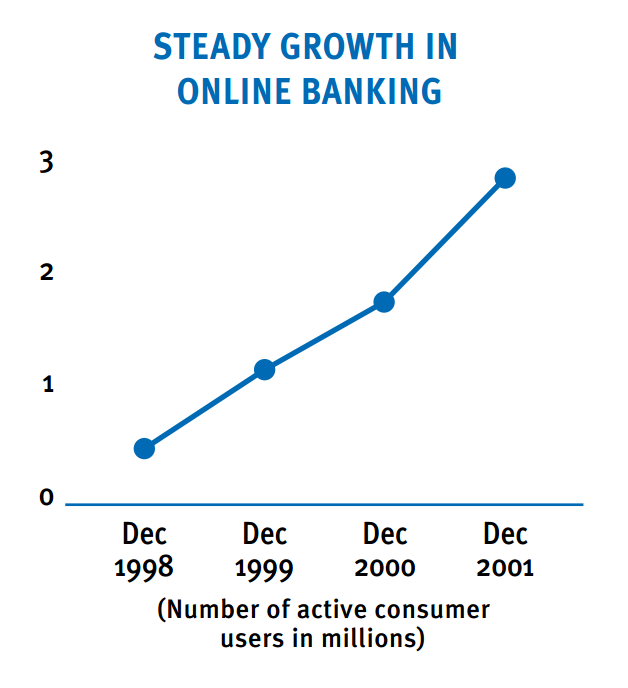 STEADY GROWTH IN
ONLINE BANKING
3
2
1
0
Dec Dec Dec Dec
1998 1999 2000 2001
(Number of active consumer
users in millions)